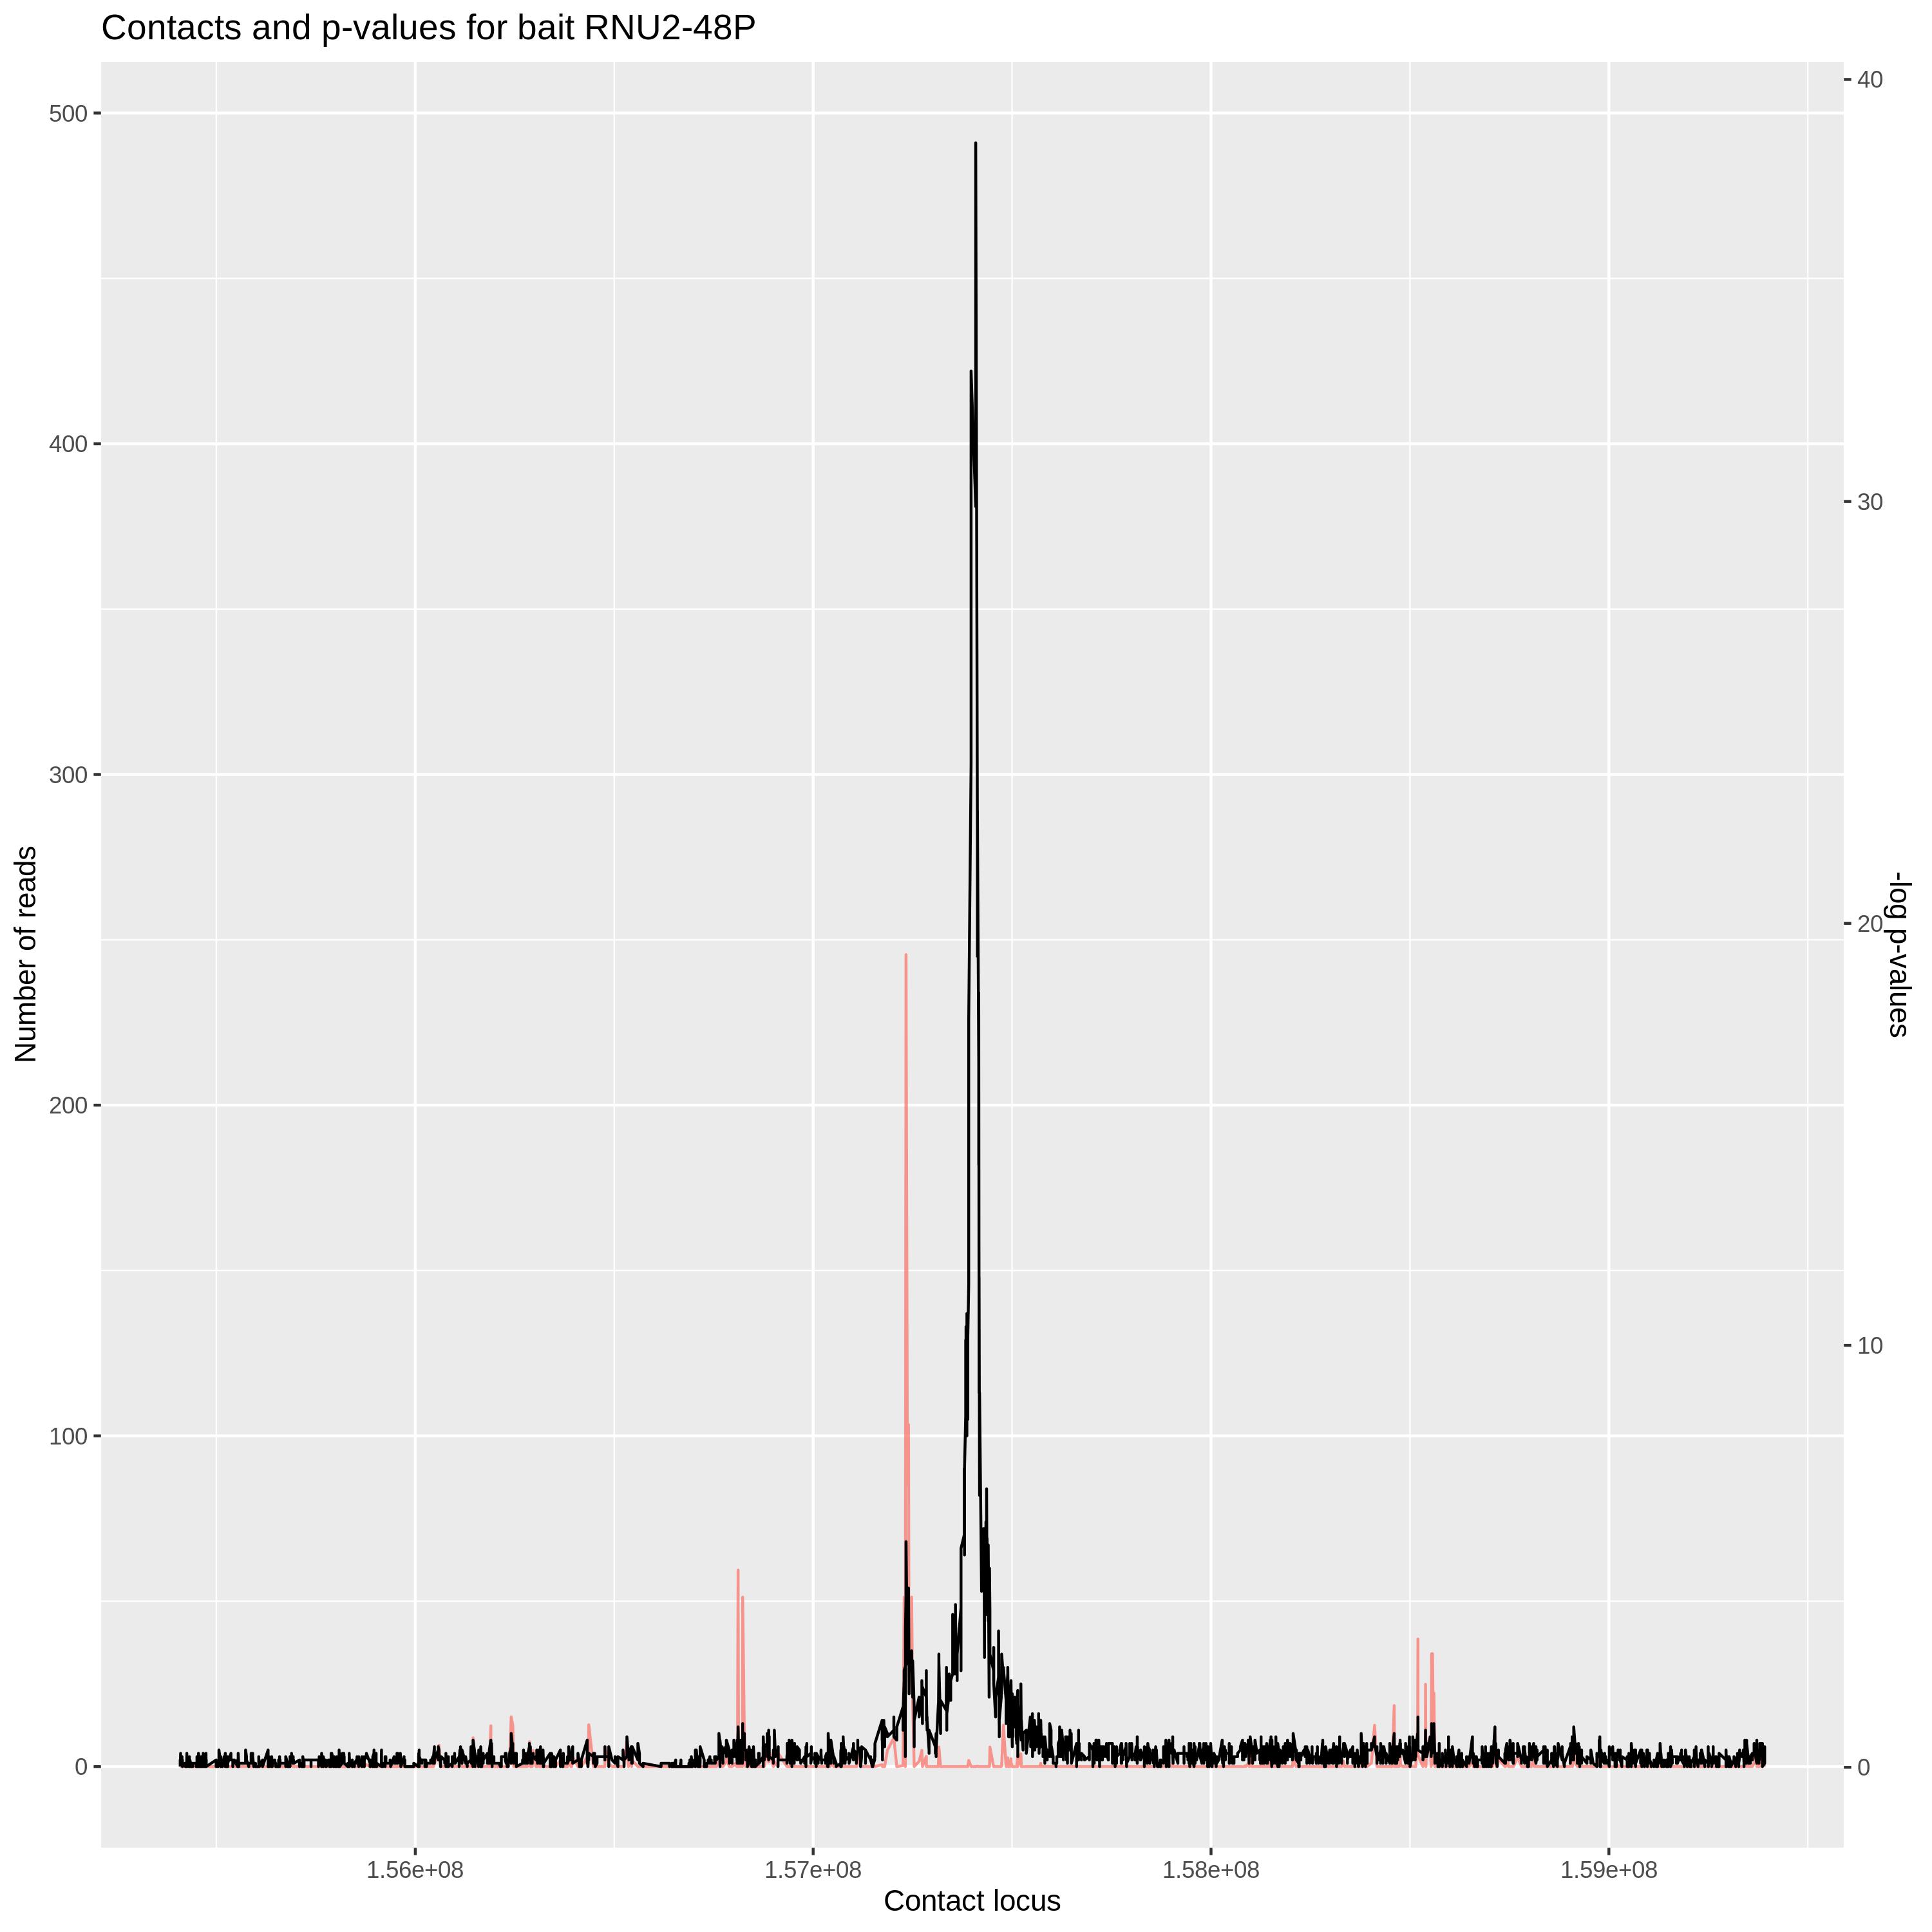 Contacts and p-values for bait RNU2-48P
500
400
300
200
100
0
Number of reads
40
30
20
10
0
-log p-values
1.56e+08
1.57e+08
1.58e+08
1.59e+08
Contact locus